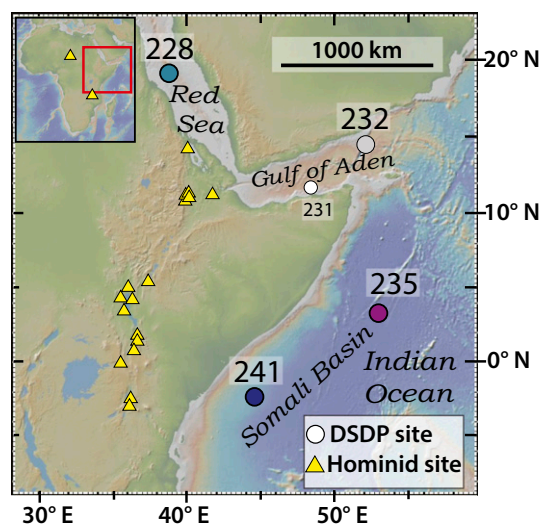 228
1000 km
20° N
Red
Sea
232
Gulf of Aden
231
10° N
235
241
Somali Basin
Indian
Ocean
0° N
DSDP site
Hominid site
30° E
40° E
50° E